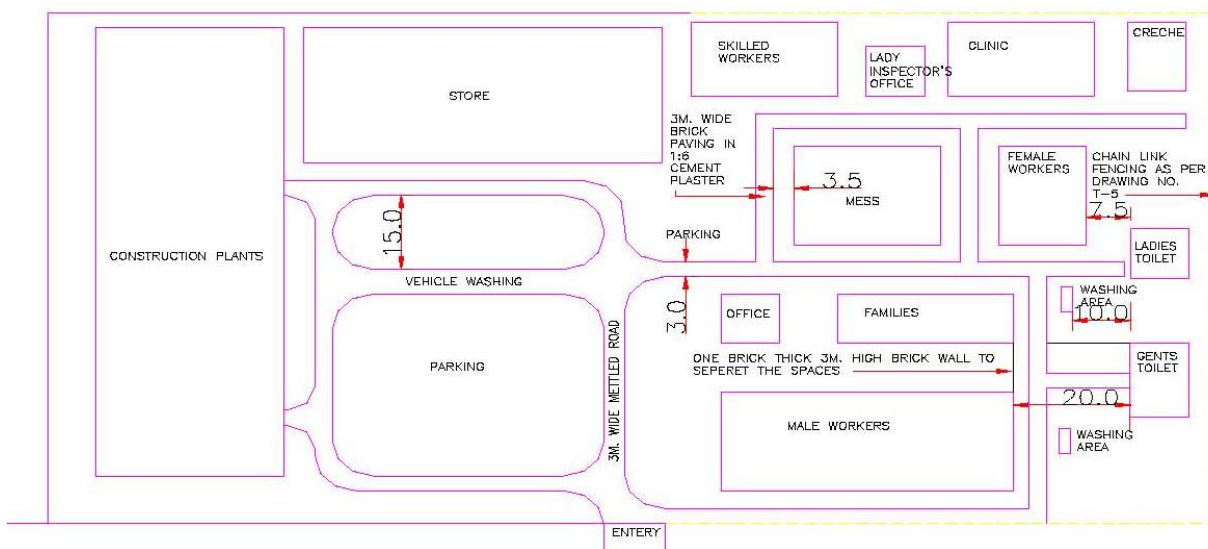 SKILLED
WORKERS
LADY
INSPECTOR'S
OFFICE
CLINIC
CRECHE
STORE
3M. WIDE
BRICK
PAVING IN
1:6
CEMENT
PLASTER
3.5
MESS
FEMALE
WORKERS
CHAIN LINK
FENCING AS PER
DRAWING NO.
T-5
7.5
CONSTRUCTION PLANTS
15.0
PARKING
LADIES
TOILET
VEHICLE WASHING
3.0
OFFICE
FAMILIES
WASHING
AREA
10.0
3M. WIDE METTLED ROAD
PARKING
ONE BRICK THICK 3M. HIGH BRICK WALL TO
SEPERET THE SPACES
GENTS
TOILET
20.0
MALE WORKERS
WASHING
AREA
ENTERY